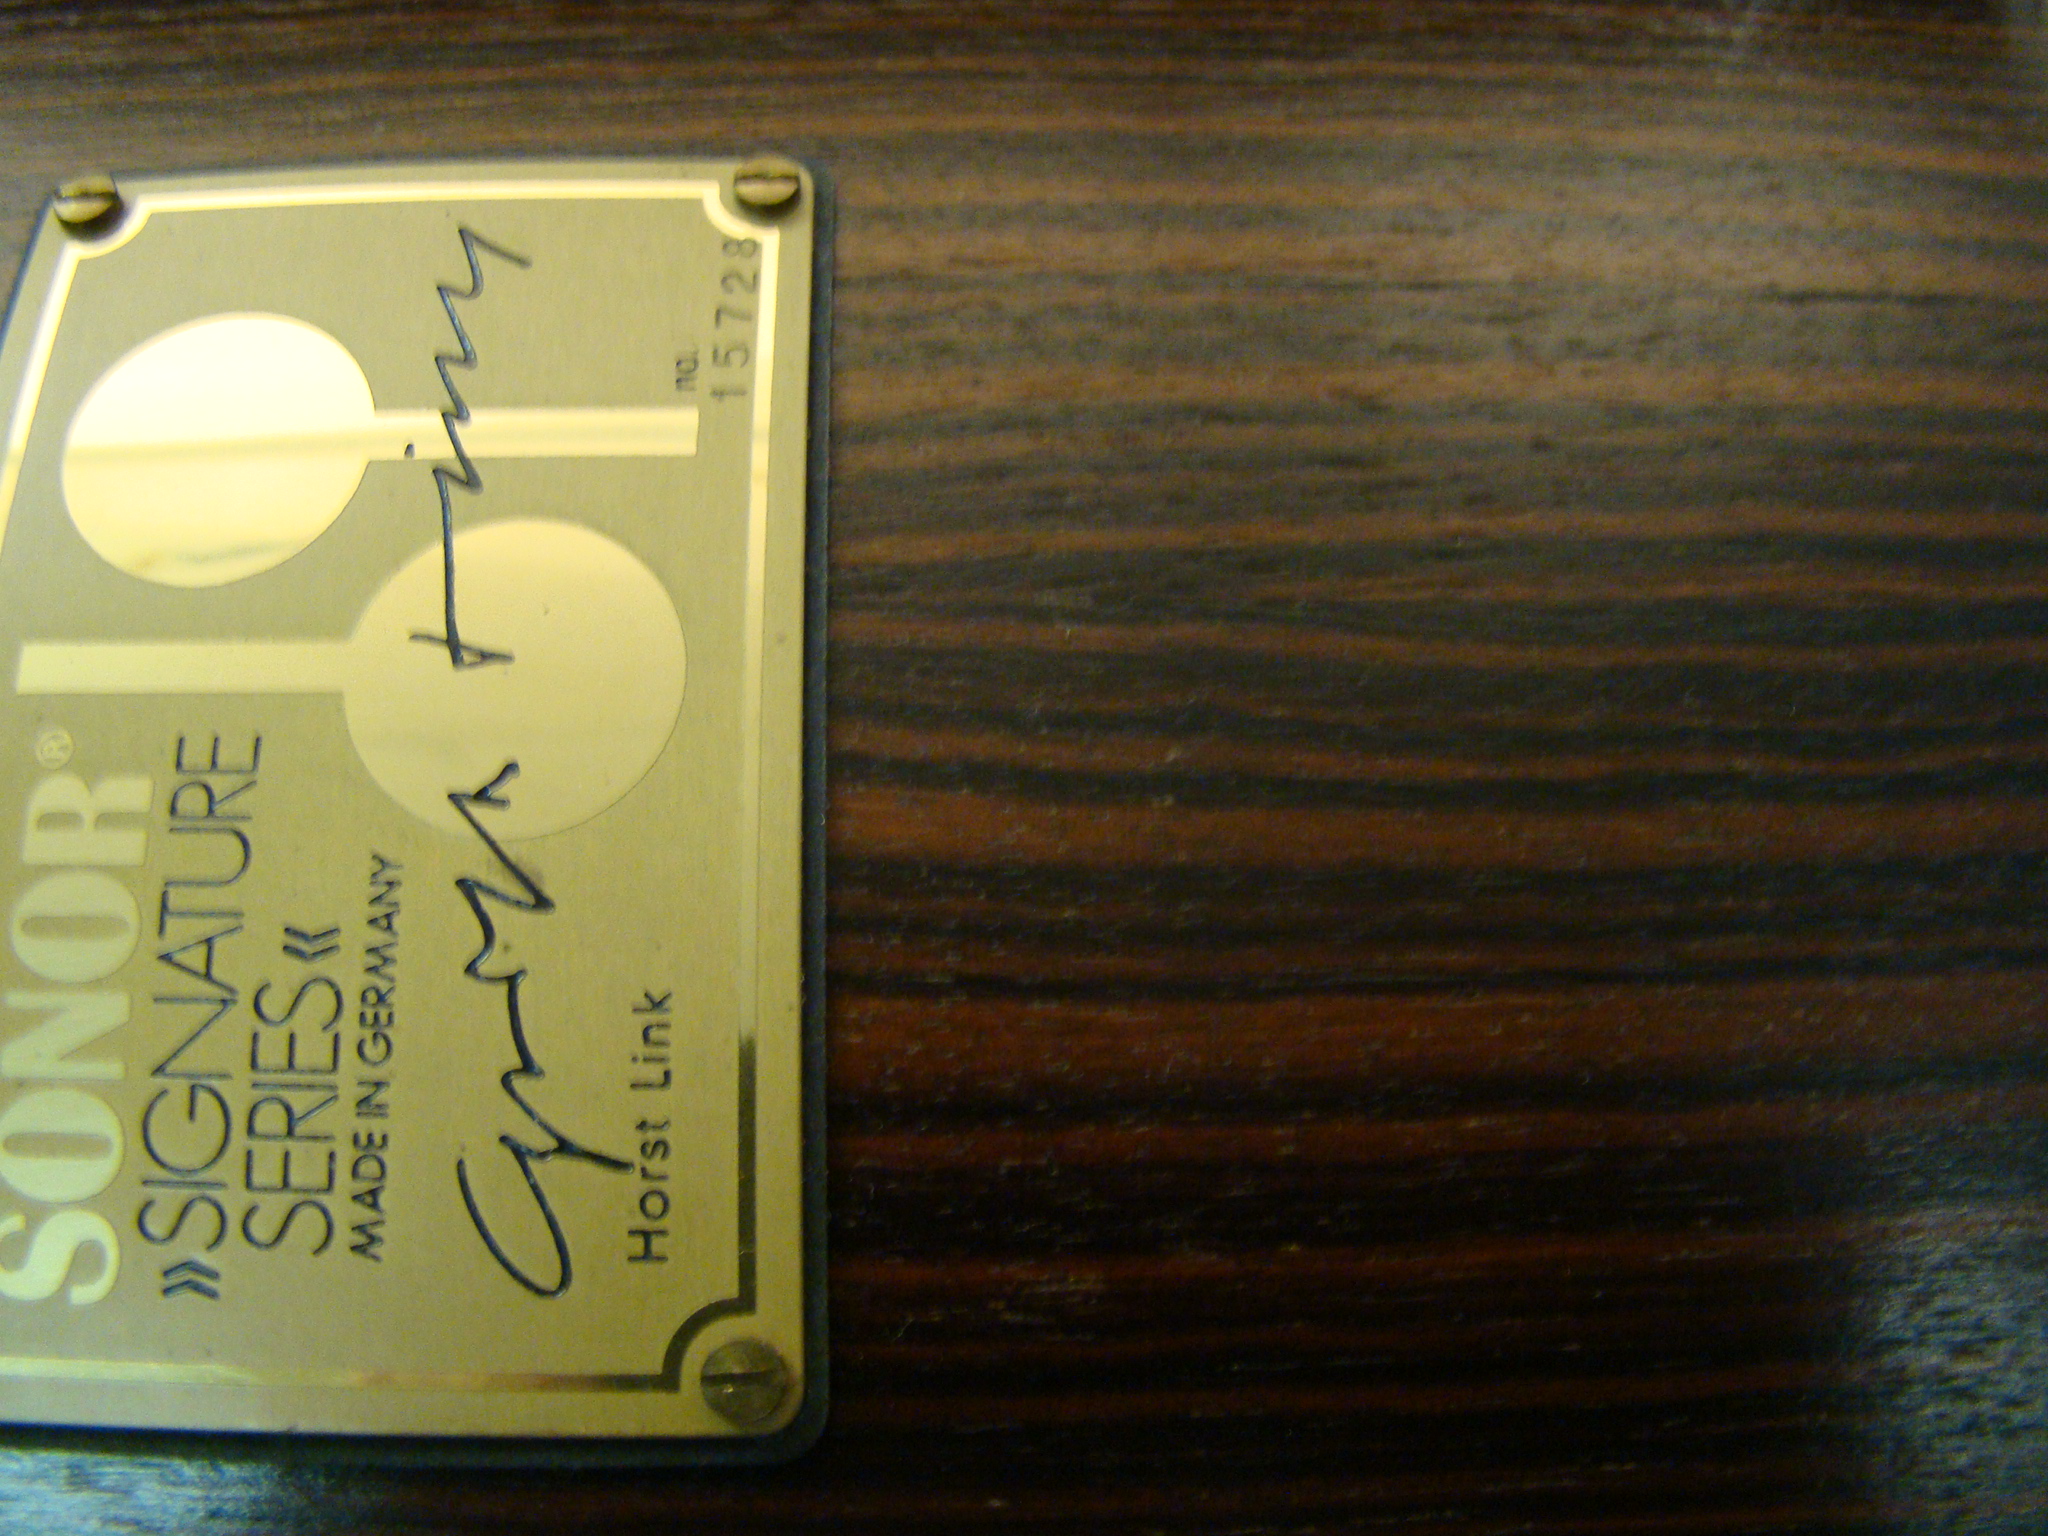 SONOR®
»SIGNATURE
SERIES«
MADE IN GERMANY
Horst Link
no.
15728